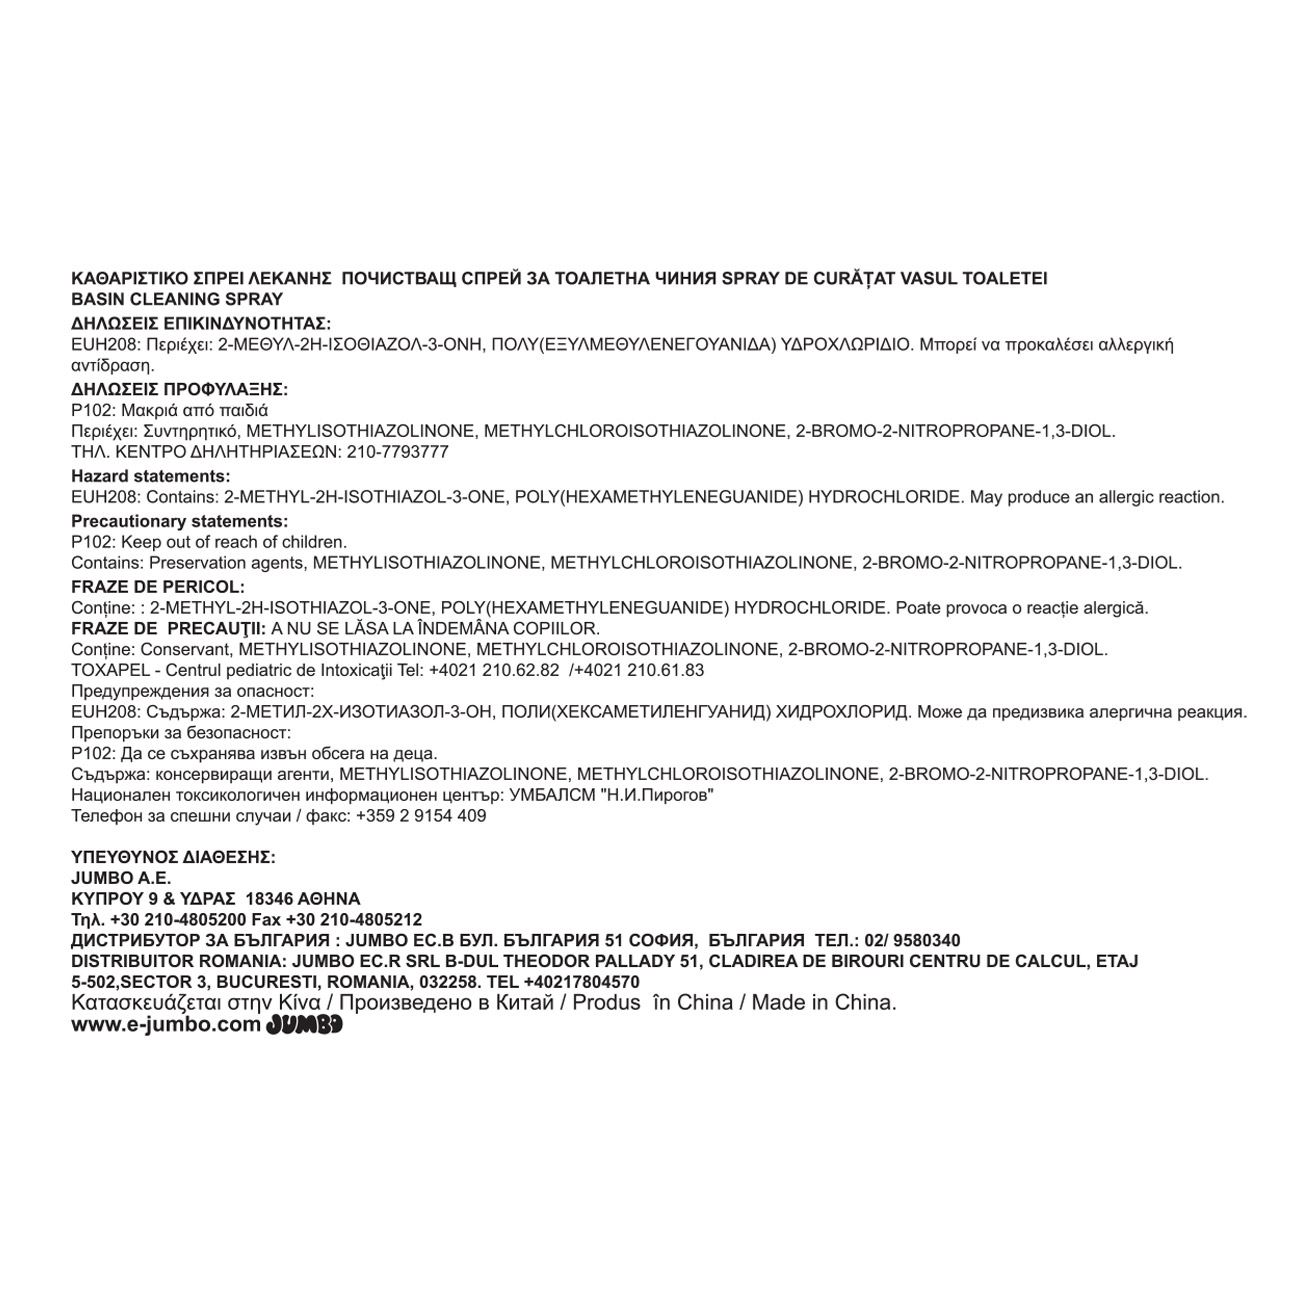 ΚΑΘΑΡΙΣΤΙΚΟ ΣΠΡΕΙ ΛΕΚΑΝΗΣ ПОЧИСТВАЩ СПРЕЙ ЗА ТОАЛЕТНА ЧИНИЯ SPRAY DE CURĂȚAT VASUL TOALETEI
BASIN CLEANING SPRAY
ΔΗΛΩΣΕΙΣ ΕΠΙΚΙΝΔΥΝΟΤΗΤΑΣ:
EUH208: Περιέχει: 2-ΜΕΘΥΛ-2Η-ΙΣΟΘΙΑΖΟΛ-3-ΟΝΗ, ΠΟΛΥ(ΕΞΥΛΜΕΘΥΛΕΝΕΓΟΥΑΝΙΔΑ) ΥΔΡΟΧΛΩΡΙΔΙΟ. Μπορεί να προκαλέσει αλλεργική
αντίδραση.
ΔΗΛΩΣΕΙΣ ΠΡΟΦΥΛΑΞΗΣ:
P102: Μακριά από παιδιά
Περιέχει: Συντηρητικό, METHYLISOTHIAZOLINONE, METHYLCHLOROISOTHIAZOLINONE, 2-BROMO-2-NITROPROPANE-1,3-DIOL.
ΤΗΛ. ΚΕΝΤΡΟ ΔΗΛΗΤΗΡΙΑΣΕΩΝ: 210-7793777
Hazard statements:
EUH208: Contains: 2-METHYL-2H-ISOTHIAZOL-3-ONE, POLY(HEXAMETHYLENEGUANIDE) HYDROCHLORIDE. May produce an allergic reaction.
Precautionary statements:
P102: Keep out of reach of children.
Contains: Preservation agents, METHYLISOTHIAZOLINONE, METHYLCHLOROISOTHIAZOLINONE, 2-BROMO-2-NITROPROPANE-1,3-DIOL.
FRAZE DE PERICOL:
Conține: : 2-METHYL-2H-ISOTHIAZOL-3-ONE, POLY(HEXAMETHYLENEGUANIDE) HYDROCHLORIDE. Poate provoca o reacție alergică.
FRAZE DE PRECAUŢII: A NU SE LĂSA LA ÎNDEMÂNA COPIILOR.
Conține: Conservant, METHYLISOTHIAZOLINONE, METHYLCHLOROISOTHIAZOLINONE, 2-BROMO-2-NITROPROPANE-1,3-DIOL.
TOXAPEL - Centrul pediatric de Intoxicaţii Tel: +4021 210.62.82 /+4021 210.61.83
Предупреждения за опасност:
EUH208: Съдържа: 2-МЕТИЛ-2Х-ИЗОТИАЗОЛ-3-ОН, ПОЛИ(ХЕКСАМЕТИЛЕНГУАНИД) ХИДРОХЛОРИД. Може да предизвика алергична реакция.
Препоръки за безопасност:
P102: Да се съхранява извън обсега на деца.
Съдържа: консервиращи агенти, METHYLISOTHIAZOLINONE, METHYLCHLOROISOTHIAZOLINONE, 2-BROMO-2-NITROPROPANE-1,3-DIOL.
Национален токсикологичен информационен център: УМБАЛСМ "Н.И.Пирогов"
Телефон за спешни случаи / факс: +359 2 9154 409
ΥΠΕΥΘΥΝΟΣ ΔΙΑΘΕΣΗΣ:
JUMBO A.E.
ΚΥΠΡΟΥ 9 & ΥΔΡΑΣ 18346 ΑΘΗΝΑ
Τηλ. +30 210-4805200 Fax +30 210-4805212
ДИСТРИБУТОР ЗА БЪЛГАРИЯ : JUMBO EC.B БУЛ. БЪЛГАРИЯ 51 СОФИЯ, БЪЛГАРИЯ ТЕЛ.: 02/ 9580340
DISTRIBUITOR ROMANIA: JUMBO EC.R SRL B-DUL THEODOR PALLADY 51, CLADIREA DE BIROURI CENTRU DE CALCUL, ETAJ
5-502,SECTOR 3, BUCURESTI, ROMANIA, 032258. TEL +40217804570
Κατασκευάζεται στην Κίνα / Произведено в Китай / Produs în China / Made in China.
www.e-jumbo.com JUMBO